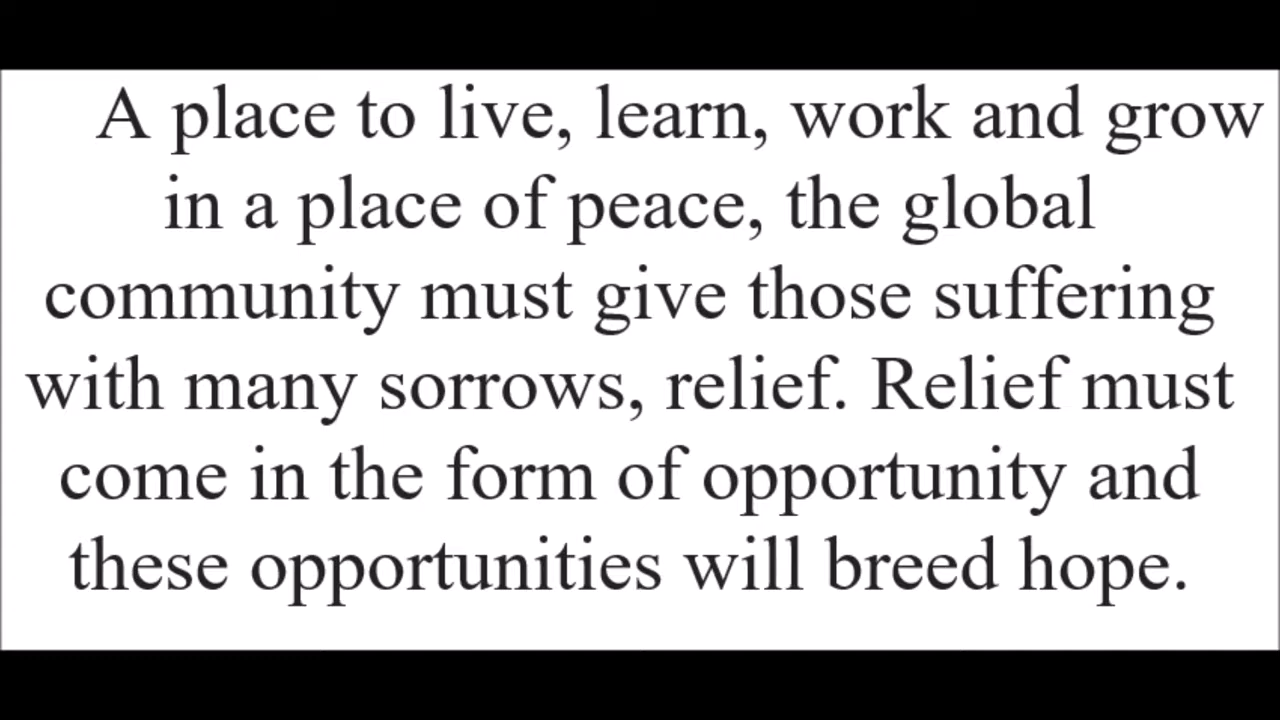 A place to live, learn, work and grow
in a place of peace, the global
community must give those suffering
with many sorrows, relief. Relief must
come in the form of opportunity and
these opportunities will breed hope.